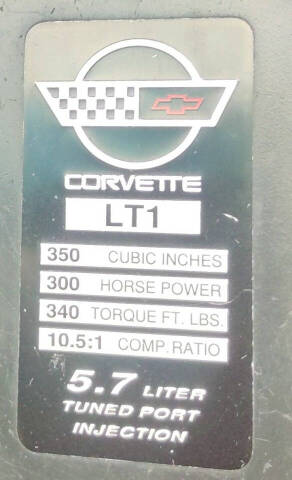 CORVETTE
LT1
350 CUBIC INCHES
300 HORSE POWER
340 TORQUE FT. LBS.
10.5:1 COMP. RATIO
5.7 LITER
TUNED PORT
INJECTION